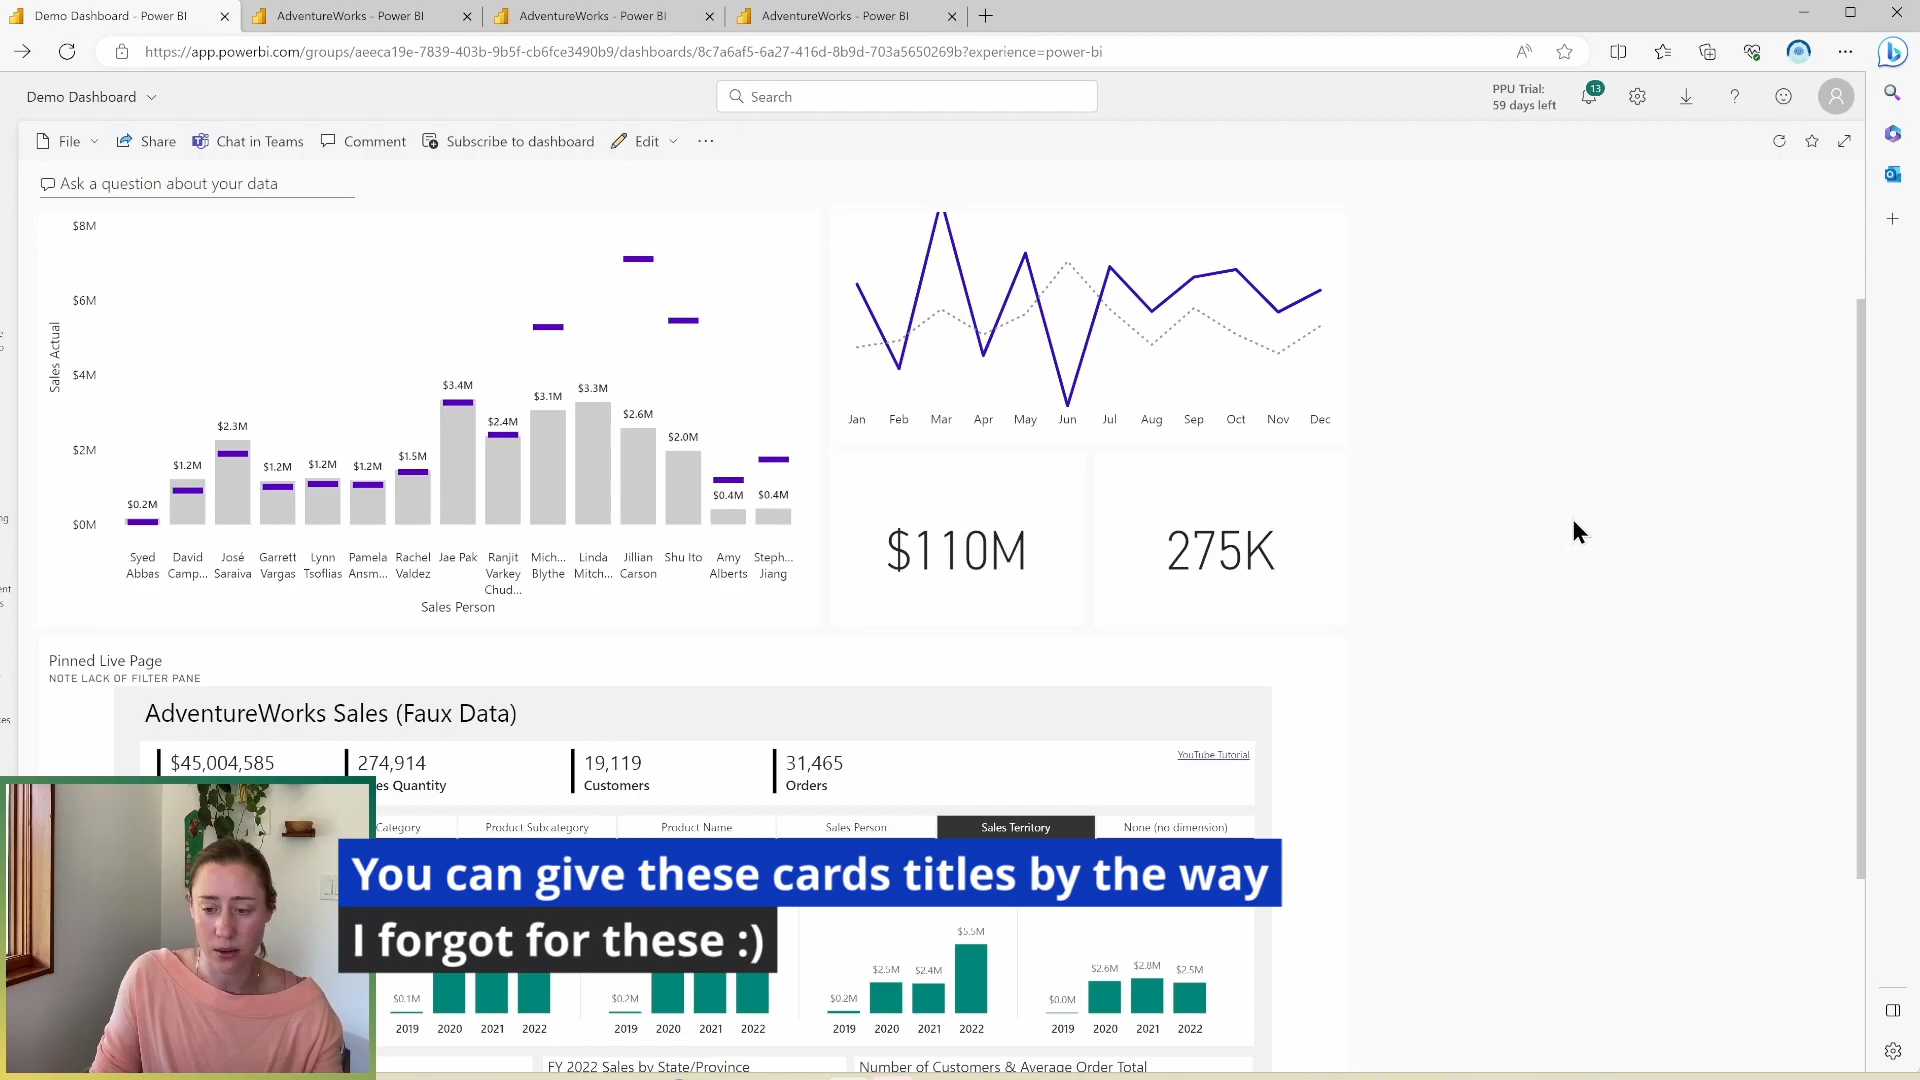 Demo Dashboard - Power BI
AdventureWorks - Power BI
AdventureWorks - Power BI
AdventureWorks - Power BI
https://app.powerbi.com/groups/aeeca19e-7839-403b-9b5f-cb6fce3490b9/dashboards/8c7a6af5-6a27-416d-8b9d-703a5650269b?experience=power-bi
Demo Dashboard
Search
PPU Trial:
59 days left
13
File
Share
Chat in Teams
Comment
Subscribe to dashboard
Edit
Ask a question about your data
Sales Actual
$8M
$6M
$4M
$2M
$0M
$0.2M
$1.2M
$2.3M
$1.2M
$1.2M
$1.2M
$1.5M
$3.4M
$2.4M
$3.1M
$3.3M
$2.6M
$2.0M
$0.4M
$0.4M
Syed Abbas
David Camp...
José Saraiva
Garrett Vargas
Lynn Tsoflias
Pamela Ansm...
Rachel Valdez
Jae Pak
Ranjit Varkey Chud...
Mich... Blythe
Linda Mitch...
Jillian Carson
Shu Ito
Amy Alberts
Steph... Jiang
Sales Person
Jan Feb Mar Apr May Jun Jul Aug Sep Oct Nov Dec
$110M
275K
Pinned Live Page
NOTE LACK OF FILTER PANE
AdventureWorks Sales (Faux Data)
$45,004,585
274,914
es Quantity
19,119
Customers
31,465
Orders
YouTube Tutorial
Category
Product Subcategory
Product Name
Sales Person
Sales Territory
None (no dimension)
You can give these cards titles by the way
I forgot for these :)
$0.1M
2019 2020 2021 2022
$0.2M
2019 2020 2021 2022
$0.2M
$2.5M
$2.4M
$5.5M
2019 2020 2021 2022
$0.0M
$2.6M
$2.8M
$2.5M
2019 2020 2021 2022
FY 2022 Sales by State/Province
Number of Customers & Average Order Total